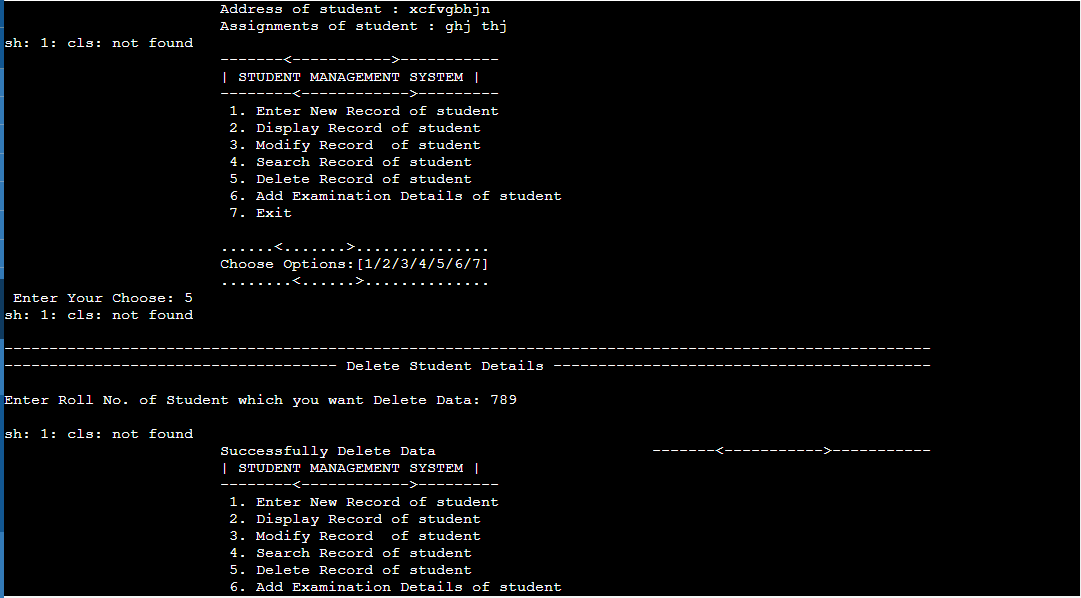 Address of student : xcfvgbhjn
Assignments of student : ghj thj
sh: 1: cls: not found
-------<----------->-----------
| STUDENT MANAGEMENT SYSTEM |
--------<------------>---------
1. Enter New Record of student
2. Display Record of student
3. Modify Record  of student
4. Search Record of student
5. Delete Record of student
6. Add Examination Details of student
7. Exit
......<.......>...............
Choose Options:[1/2/3/4/5/6/7]
........<......>..............
Enter Your Choose: 5
sh: 1: cls: not found
-------------------------------------------------------------------------------------------------------
------------------------------------- Delete Student Details ------------------------------------------
Enter Roll No. of Student which you want Delete Data: 789
sh: 1: cls: not found
Successfully Delete Data                        -------<----------->-----------
| STUDENT MANAGEMENT SYSTEM |
--------<------------>---------
1. Enter New Record of student
2. Display Record of student
3. Modify Record  of student
4. Search Record of student
5. Delete Record of student
6. Add Examination Details of student